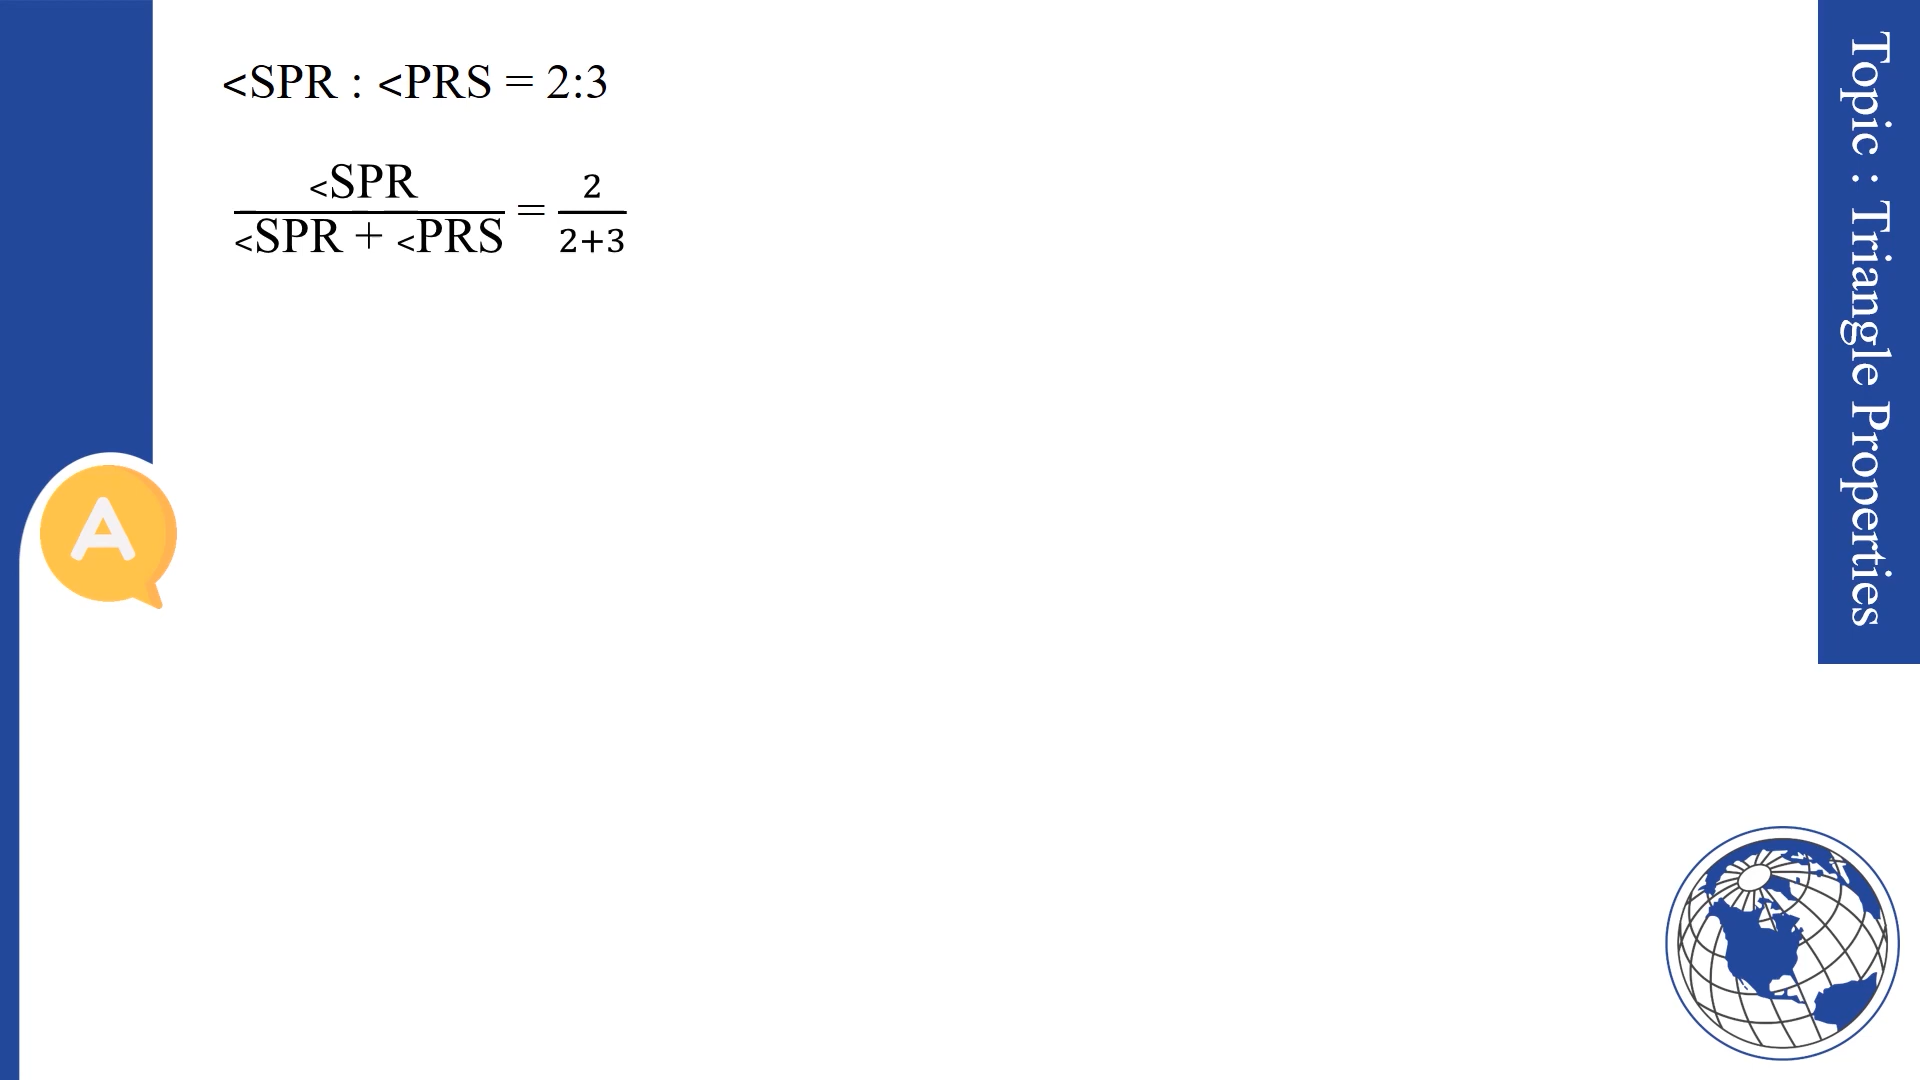 <SPR : <PRS = 2:3
<SPR
<SPR + <PRS
=
2
2+3
A
Topic : Triangle Properties